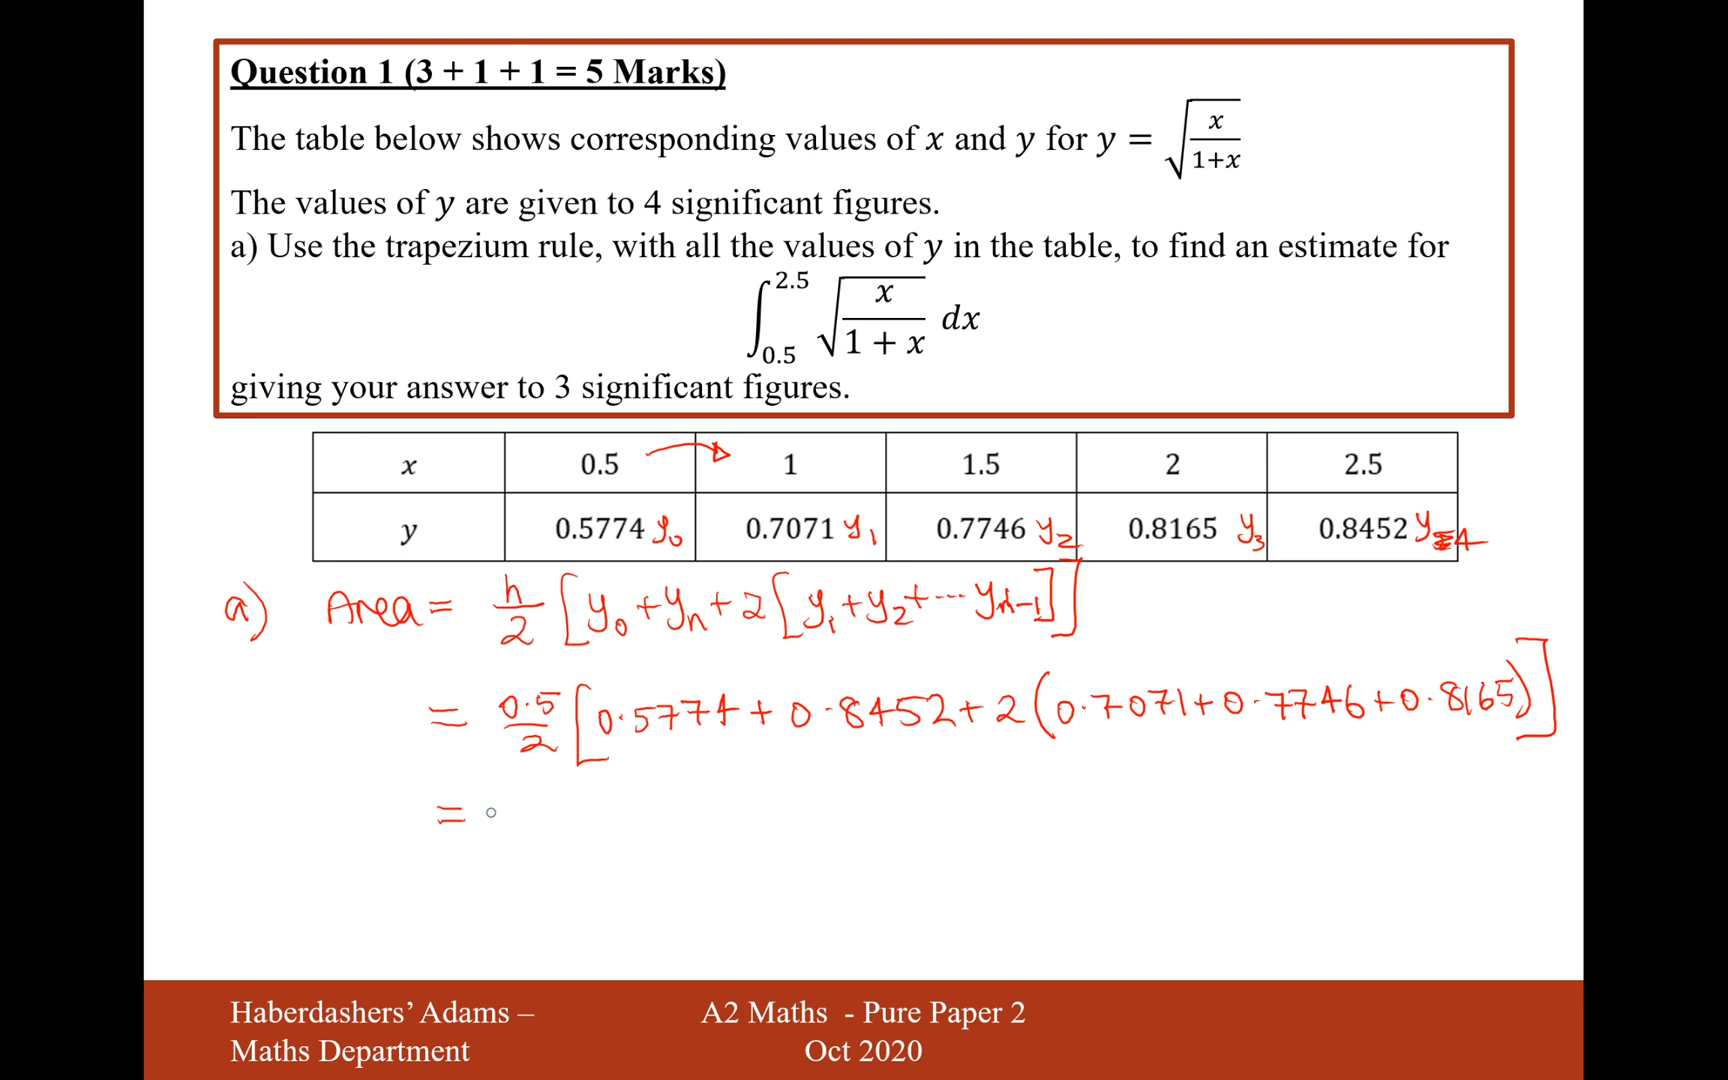 Question 1 (3 + 1 + 1 = 5 Marks)
The table below shows corresponding values of x and y for y = √(x/(1+x))
The values of y are given to 4 significant figures.
a) Use the trapezium rule, with all the values of y in the table, to find an estimate for
∫_0.5^2.5 √(x/(1 + x)) dx
giving your answer to 3 significant figures.
x 0.5 1 1.5 2 2.5
y 0.5774 y₀ 0.7071 y₁ 0.7746 y₂ 0.8165 y₃ 0.8452 y₄
a) Area = h/2 [y₀ + yₙ + 2[y₁ + y₂ + ... yₙ₋₁]]
= 0.5/2 [0.5774 + 0.8452 + 2(0.7071 + 0.7746 + 0.8165)]
=
Haberdashers’ Adams –
Maths Department
A2 Maths - Pure Paper 2
Oct 2020